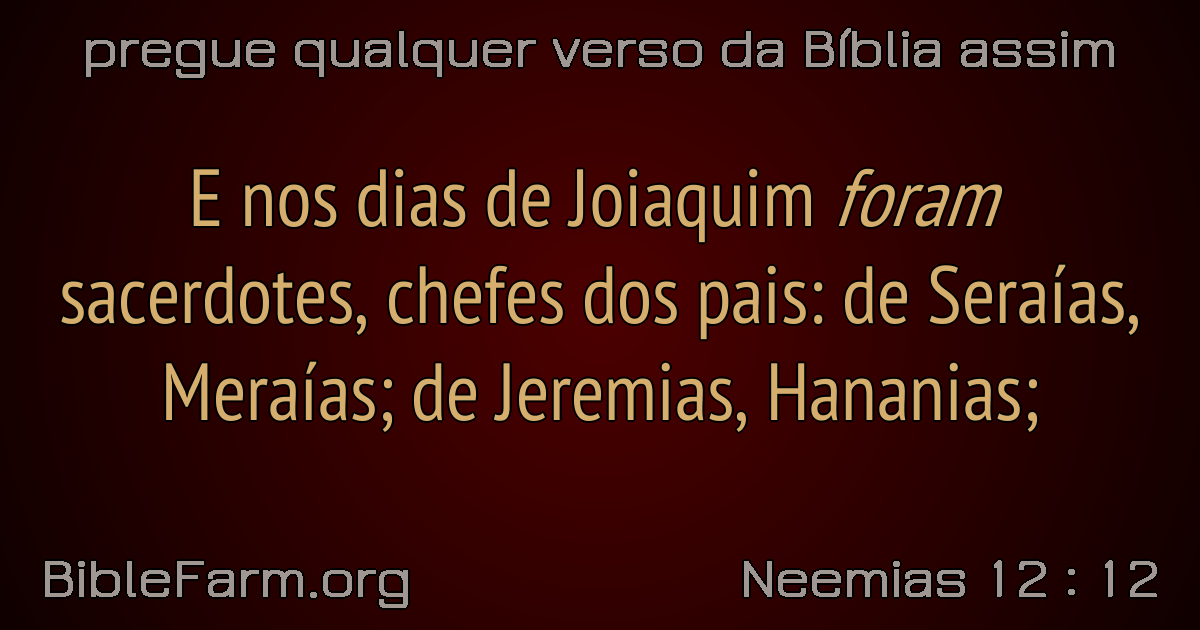 pregue qualquer verso da Bíblia assim
E nos dias de Joiaquim foram
sacerdotes, chefes dos pais: de Seraías,
Meraías; de Jeremias, Hananias;
BibleFarm.org
Neemias 12 : 12